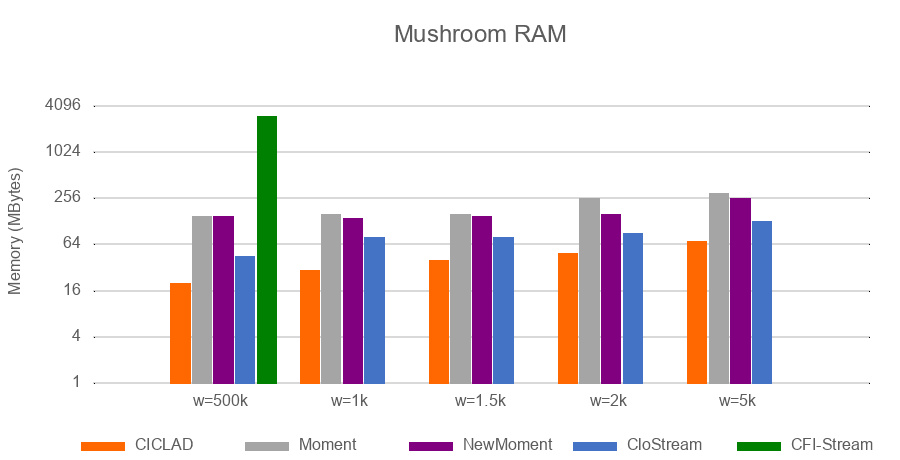 Mushroom RAM
Memory (MBytes)
4096
1024
256
64
16
4
1
w=500k w=1k w=1.5k w=2k w=5k
CICLAD Moment NewMoment CloStream CFI-Stream